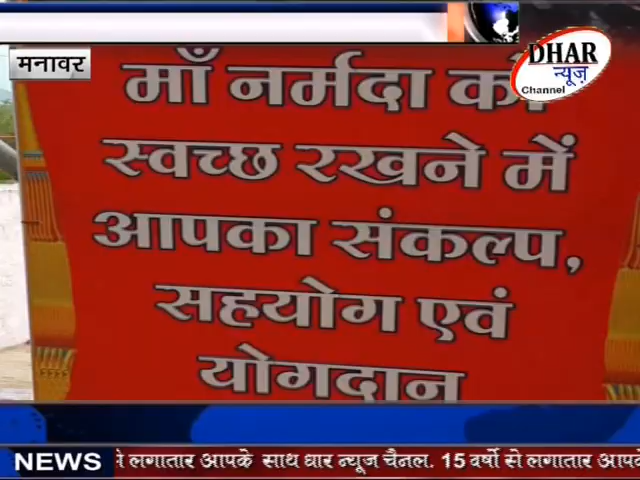 DHAR
न्यूज़
Channel
मनावर
माँ नर्मदा को
स्वच्छ रखने में
आपका संकल्प,
सहयोग एवं
योगदान
NEWS
से लगातार आपके साथ धार न्यूज चैनल. 15 वर्षो से लगातार आपके